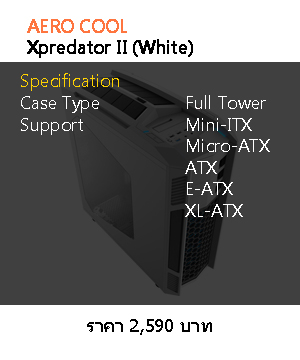 AERO COOL
Xpredator II (White)
Specification
Case Type Full Tower
Support Mini-ITX
Micro-ATX
ATX
E-ATX
XL-ATX
ราคา 2,590 บาท